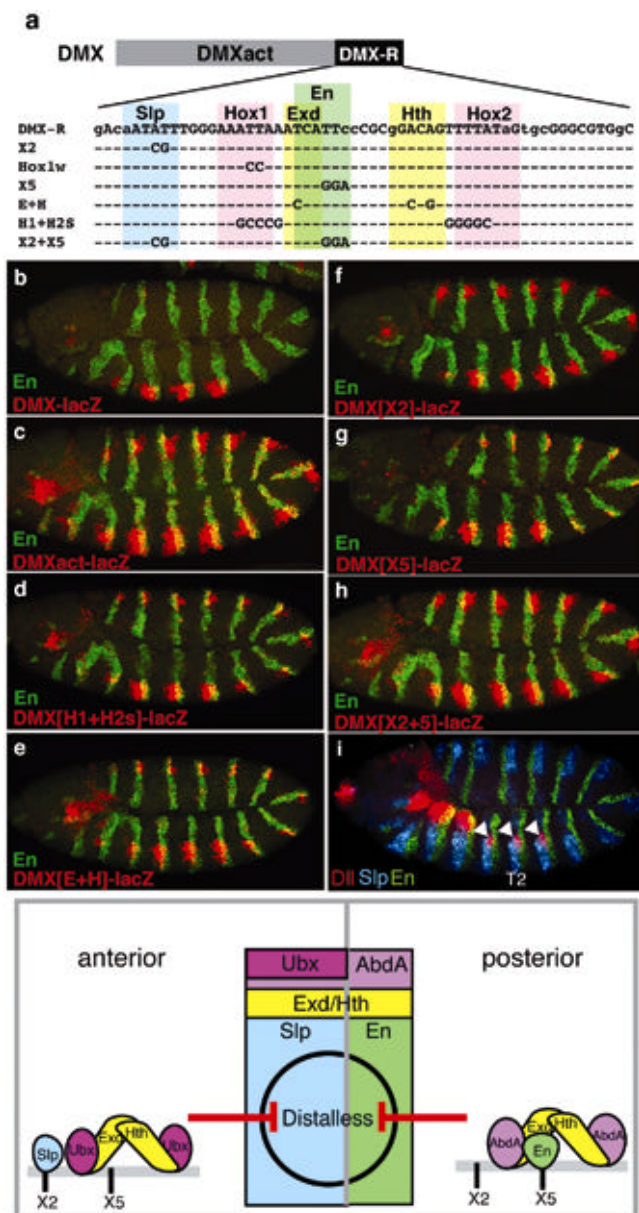 a
DMX DMXact DMX-R
En
Slp Hox1 Exd Hth Hox2
DMX-R gAcaAATATTTGGGAAATTAAATCATTccCGCgGACAGTTTTATaGtgcGGGCGTGGC
X2 CG
Hox1w CC
X5 GGA
E+H C C-G
H1+H2S GCCCG GGGGC
X2+X5 CG GGA
b
En
DMX-lacZ
c
En
DMXact-lacZ
d
En
DMX[H1+H2s]-lacZ
e
En
DMX[E+H]-lacZ
f
En
DMX[X2]-lacZ
g
En
DMX[X5]-lacZ
h
En
DMX[X2+5]-lacZ
i
T2
Dll Slp En
anterior
Slp Ubx Exd Hth Ubx
X2 X5
Ubx AbdA
Exd/Hth
Slp En
Distalless
posterior
AbdA Exd Hth AbdA
En
X2 X5